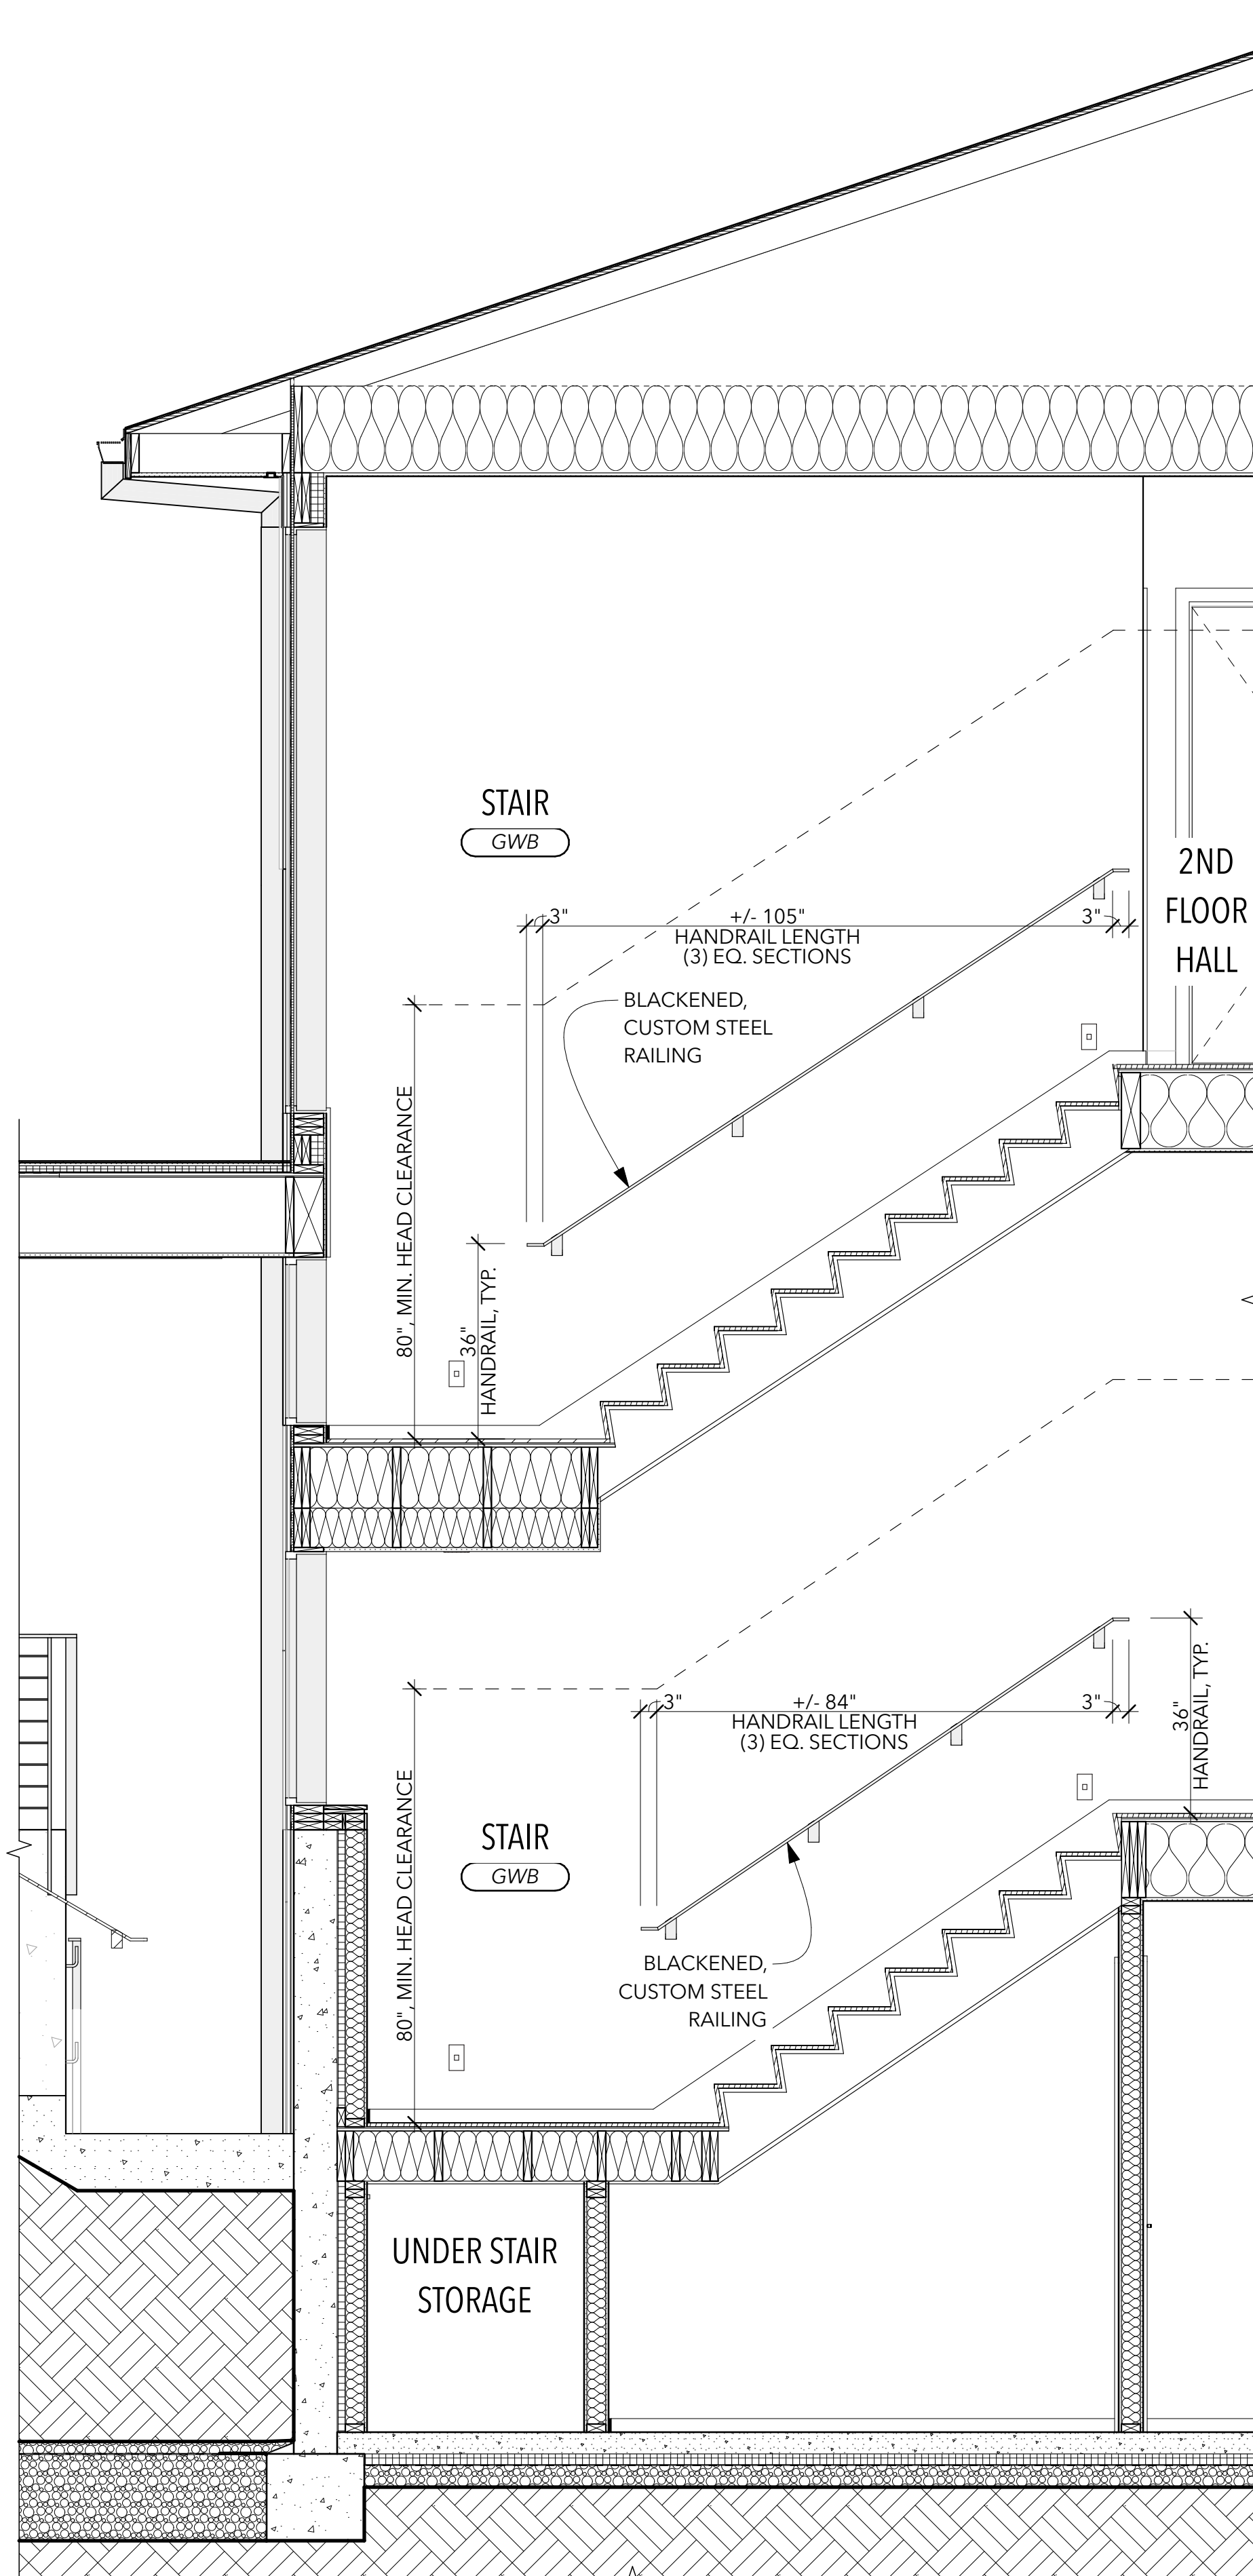 STAIR
GWB
2ND
FLOOR
HALL
3"
+/- 105"
3"
HANDRAIL LENGTH
(3) EQ. SECTIONS
BLACKENED,
CUSTOM STEEL
RAILING
80", MIN. HEAD CLEARANCE
36"
HANDRAIL, TYP.
3"
+/- 84"
3"
HANDRAIL LENGTH
(3) EQ. SECTIONS
36"
HANDRAIL, TYP.
80", MIN. HEAD CLEARANCE
STAIR
GWB
BLACKENED,
CUSTOM STEEL
RAILING
UNDER STAIR
STORAGE